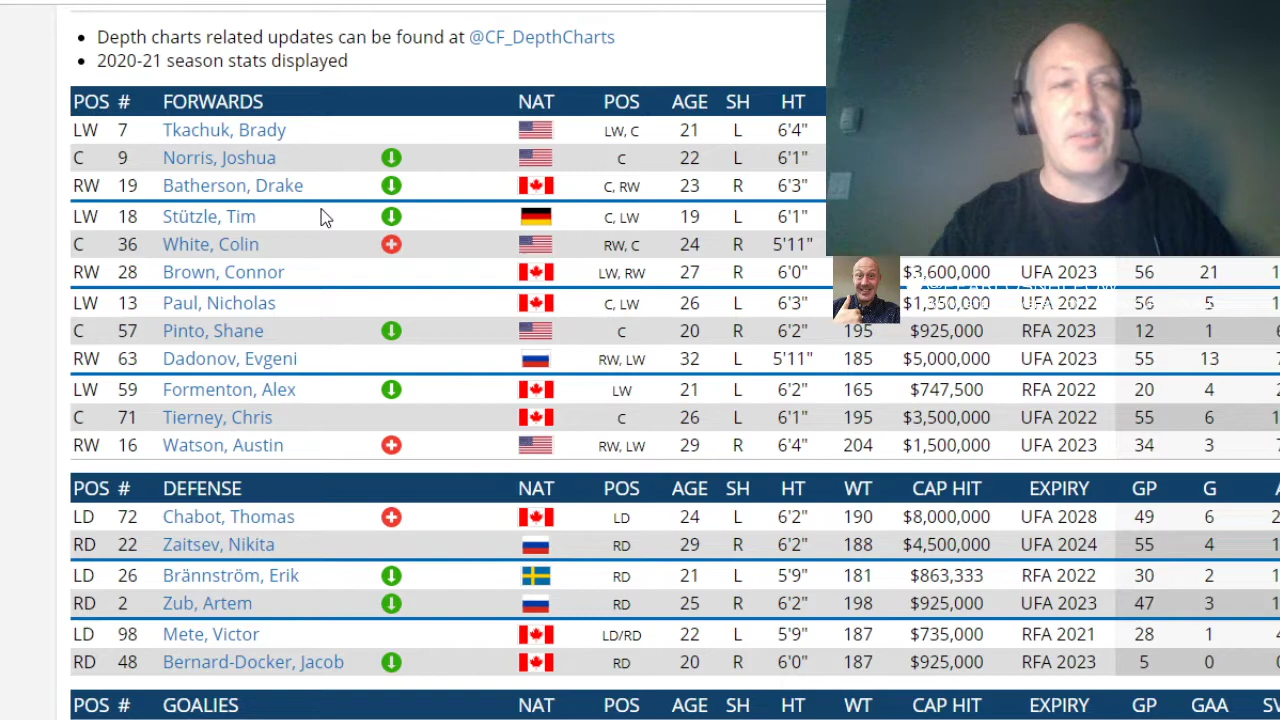 Depth charts related updates can be found at @CF_DepthCharts
2020-21 season stats displayed
POS # FORWARDS NAT POS AGE SH HT
LW 7 Tkachuk, Brady LW, C 21 L 6'4"
C 9 Norris, Joshua C 22 L 6'1"
RW 19 Batherson, Drake C, RW 23 R 6'3"
LW 18 Stützle, Tim C, LW 19 L 6'1"
C 36 White, Colin RW, C 24 R 5'11"
RW 28 Brown, Connor LW, RW 27 R 6'0" $3,600,000 UFA 2023 56 21
LW 13 Paul, Nicholas C, LW 26 L 6'3" $1,350,000 UFA 2022 56 5
C 57 Pinto, Shane C 20 R 6'2" 195 $925,000 RFA 2023 12 1
RW 63 Dadonov, Evgeni RW, LW 32 L 5'11" 185 $5,000,000 UFA 2023 55 13
LW 59 Formenton, Alex LW 21 L 6'2" 165 $747,500 RFA 2022 20 4
C 71 Tierney, Chris C 26 L 6'1" 195 $3,500,000 UFA 2022 55 6
RW 16 Watson, Austin RW, LW 29 R 6'4" 204 $1,500,000 UFA 2023 34 3
POS # DEFENSE NAT POS AGE SH HT WT CAP HIT EXPIRY GP G A
LD 72 Chabot, Thomas LD 24 L 6'2" 190 $8,000,000 UFA 2028 49 6
RD 22 Zaitsev, Nikita RD 29 R 6'2" 188 $4,500,000 UFA 2024 55 4
LD 26 Brännström, Erik RD 21 L 5'9" 181 $863,333 RFA 2022 30 2
RD 2 Zub, Artem RD 25 R 6'2" 198 $925,000 UFA 2023 47 3
LD 98 Mete, Victor LD/RD 22 L 5'9" 187 $735,000 RFA 2021 28 1
RD 48 Bernard-Docker, Jacob RD 20 R 6'0" 187 $925,000 RFA 2023 5 0
POS # GOALIES NAT POS AGE SH HT WT CAP HIT EXPIRY GP GAA